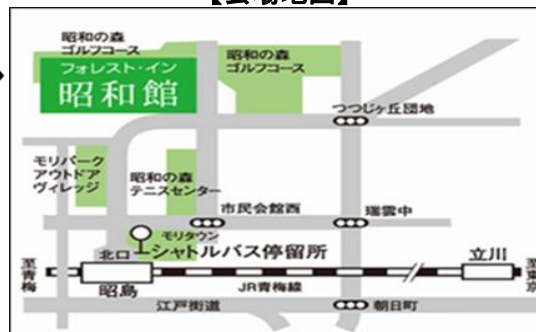 【会場地図】
昭和の森
ゴルフコース
昭和の森
ゴルフコース
フォレスト・イン
昭和館
つつじヶ丘団地
モリパーク
アウトドア
ヴィレッジ
昭和の森
テニスセンター
市民会館西
瑞雲中
モリタウン
北口
シャトルバス停留所
至青梅
昭島
JR青梅線
立川
至東京
江戸街道
朝日町